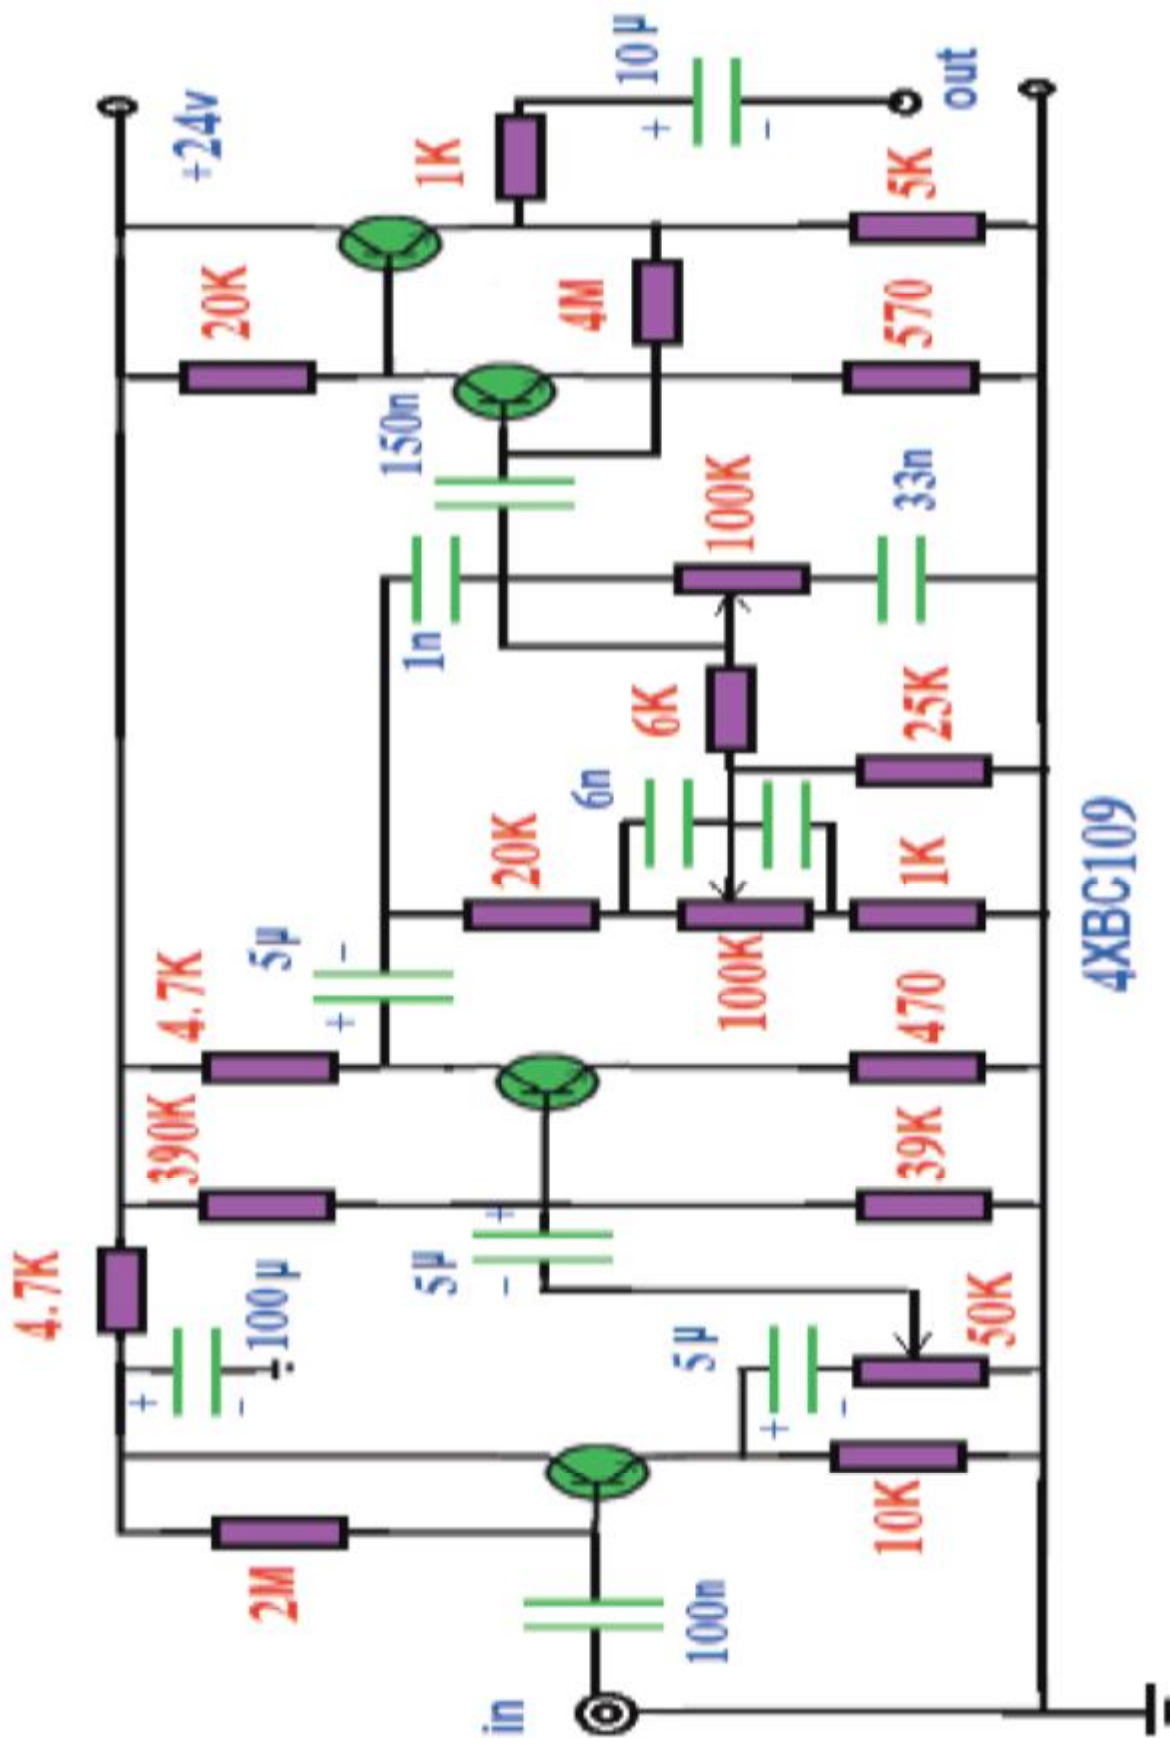 in
100n
2M
10K
+
-
100µ
4.7K
5µ
+
-
50K
5µ
-
+
390K
39K
4.7K
470
5µ
+
-
20K
100K
1K
6n
6K
25K
1n
100K
33n
150n
20K
4M
570
+24v
1K
5K
10µ
+
-
out
4XBC109